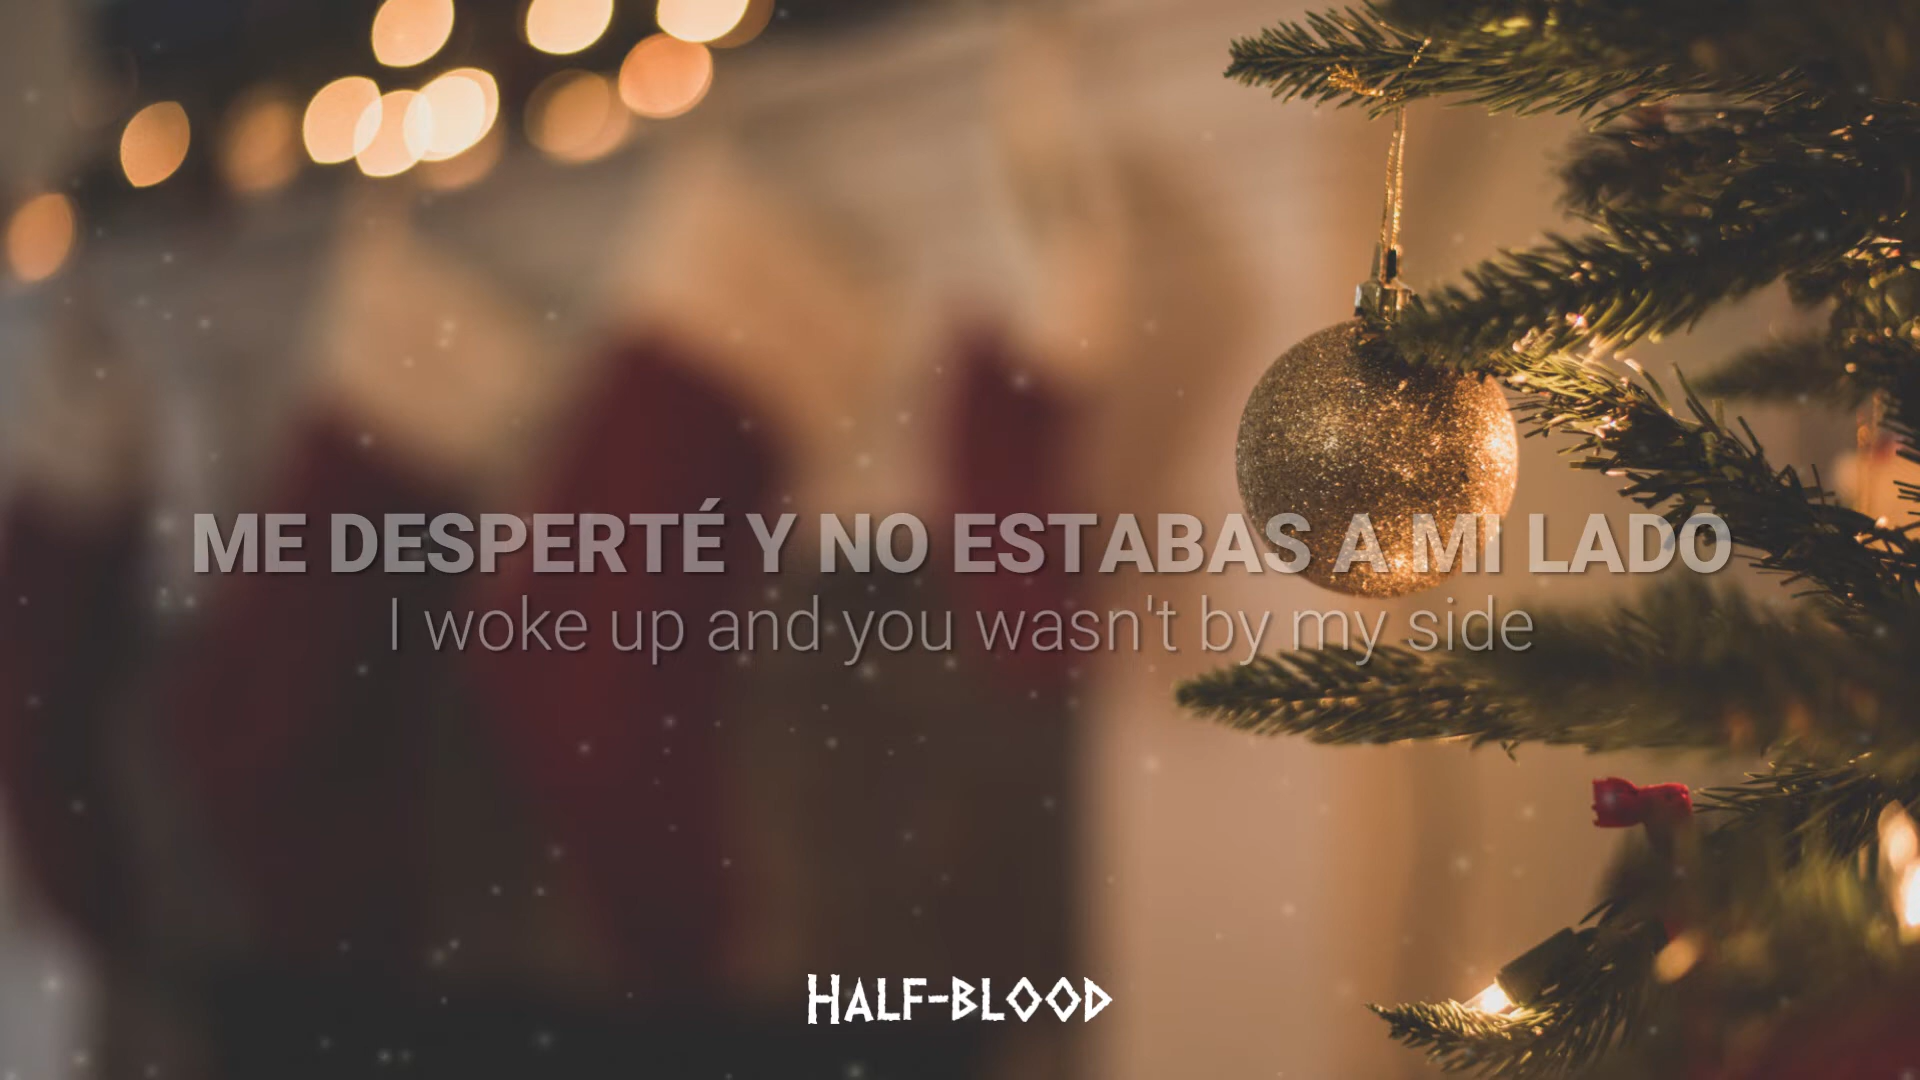 ME DESPERTÉ Y NO ESTABAS A MI LADO
I woke up and you wasn't by my side
HALF-BLOOD